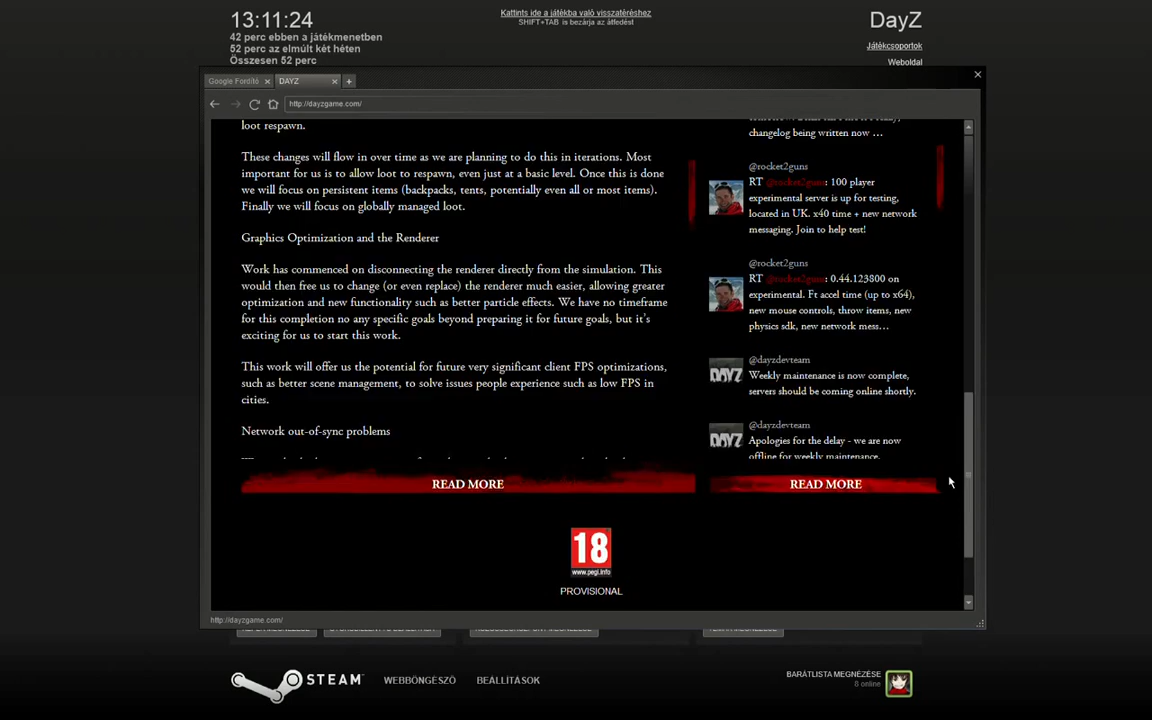 13:11:24
42 perc ebben a játékmenetben
52 perc az elmúlt két héten
Összesen 52 perc
Kattints ide a játékba való visszatéréshez
SHIFT+TAB is bezárja az átfedést
DayZ
Játékcsoportok
Weboldal
Google Fordító
DAYZ
http://dayzgame.com/
loot respawn.
These changes will flow in over time as we are planning to do this in iterations. Most
important for us is to allow loot to respawn, even just at a basic level. Once this is done
we will focus on persistent items (backpacks, tents, potentially even all or most items).
Finally we will focus on globally managed loot.
Graphics Optimization and the Renderer
Work has commenced on disconnecting the renderer directly from the simulation. This
would then free us to change (or even replace) the renderer much easier, allowing greater
optimization and new functionality such as better particle effects. We have no timeframe
for this completion no any specific goals beyond preparing it for future goals, but it's
exciting for us to start this work.
This work will offer us the potential for future very significant client FPS optimizations,
such as better scene management, to solve issues people experience such as low FPS in
cities.
Network out-of-sync problems
READ MORE
changelog being written now …
@rocket2guns
RT @rocket2guns: 100 player
experimental server is up for testing,
located in UK. x40 time + new network
messaging. Join to help test!
@rocket2guns
RT @rocket2guns: 0.44.123800 on
experimental. Ft accel time (up to x64),
new mouse controls, throw items, new
physics sdk, new network mess…
@dayzdevteam
DAYZ
Weekly maintenance is now complete,
servers should be coming online shortly.
@dayzdevteam
DAYZ
Apologies for the delay - we are now
offline for weekly maintenance.
READ MORE
18
www.pegi.info
PROVISIONAL
http://dayzgame.com/
STEAM
WEBBÖNGÉSZŐ
BEÁLLÍTÁSOK
BARÁTLISTA MEGNÉZÉSE
8 online